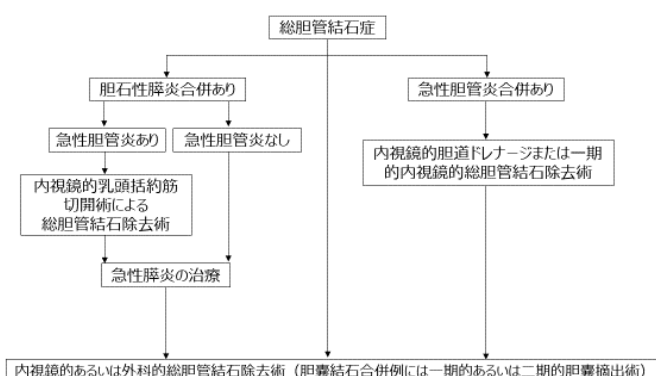 総胆管結石症
胆石性膵炎合併あり
急性胆管炎合併あり
急性胆管炎あり
急性胆管炎なし
内視鏡的胆道ドレナージまたは一期
的内視鏡的総胆管結石除去術
内視鏡的乳頭括約筋
切開術による
総胆管結石除去術
急性膵炎の治療
内視鏡的あるいは外科的総胆管結石除去術（胆嚢結石合併例には一期的あるいは二期的胆嚢摘出術）